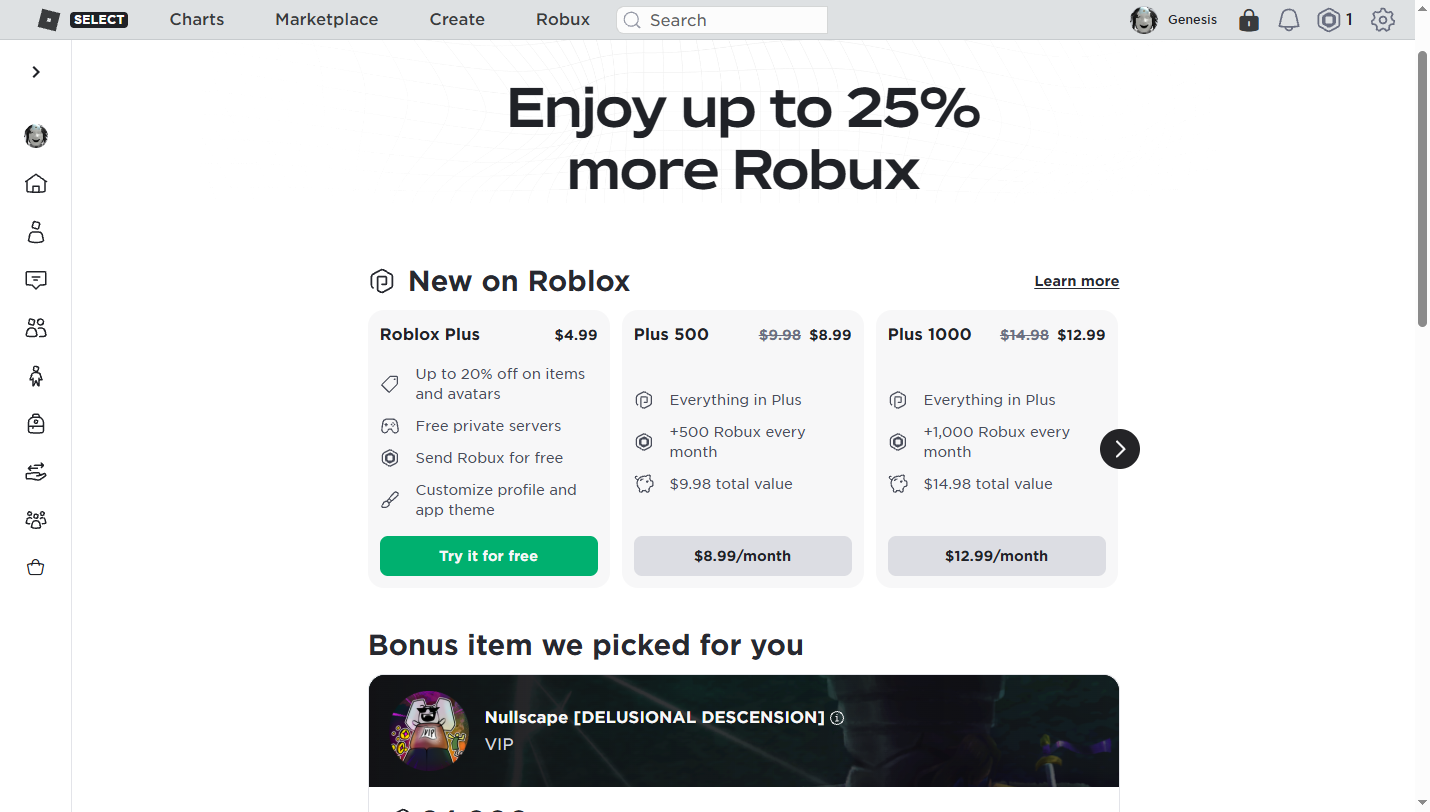 SELECT Charts Marketplace Create Robux Search Genesis 1
Enjoy up to 25%
more Robux
New on Roblox Learn more
Roblox Plus $4.99
Up to 20% off on items
and avatars
Free private servers
Send Robux for free
Customize profile and
app theme
Try it for free
Plus 500 $9.98 $8.99
Everything in Plus
+500 Robux every
month
$9.98 total value
$8.99/month
Plus 1000 $14.98 $12.99
Everything in Plus
+1,000 Robux every
month
$14.98 total value
$12.99/month
Bonus item we picked for you
VIP
Nullscape [DELUSIONAL DESCENSION]
VIP